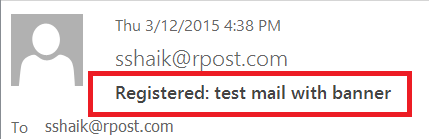 Thu 3/12/2015 4:38 PM
sshaik@rpost.com
Registered: test mail with banner
To sshaik@rpost.com